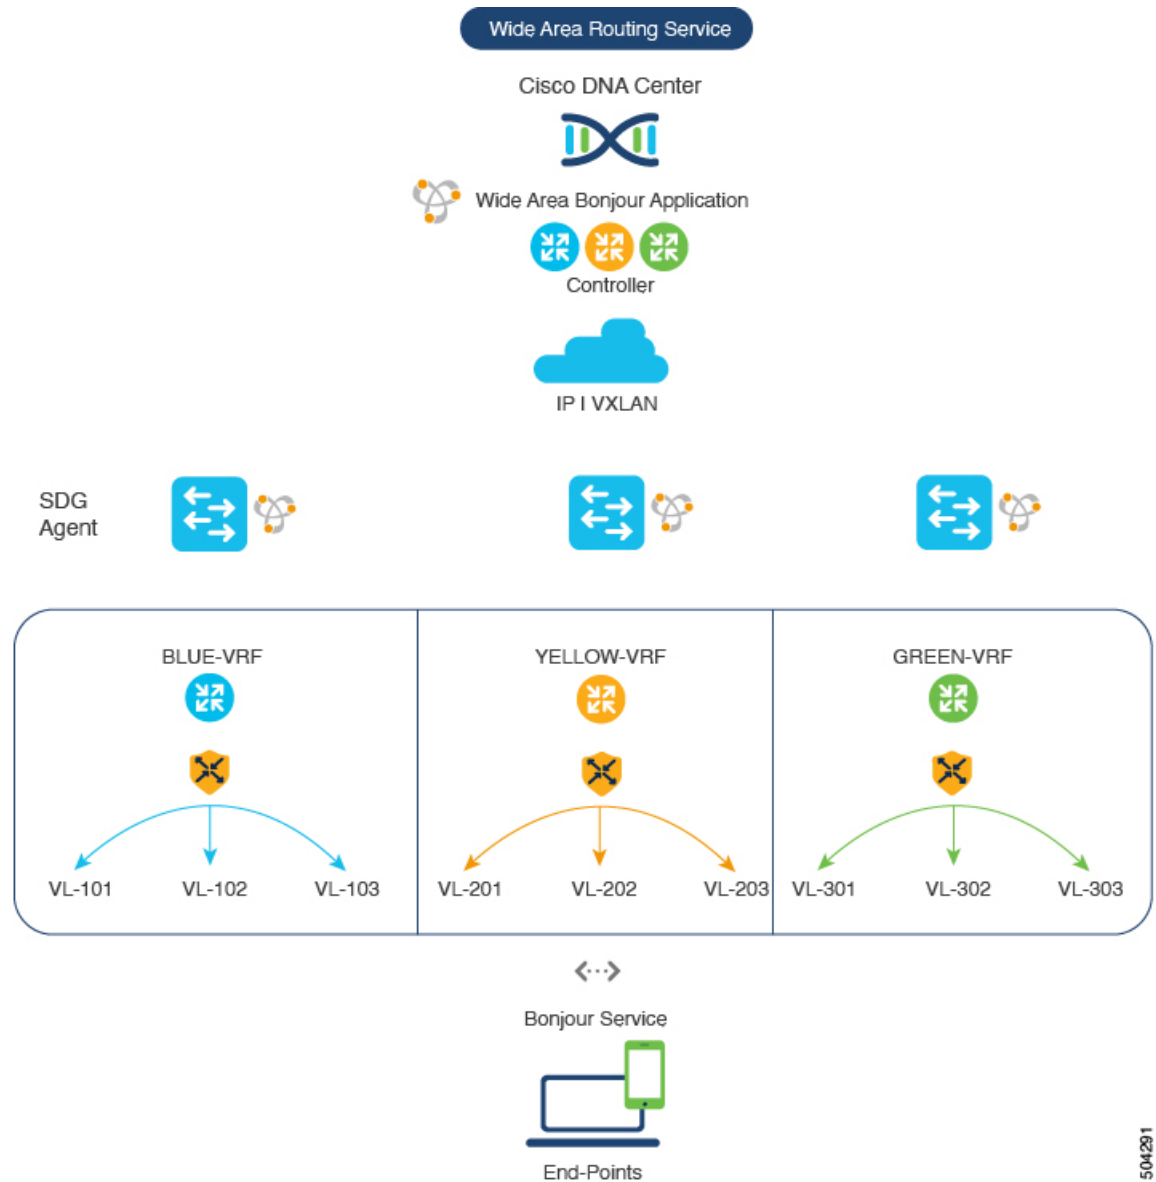 Wide Area Routing Service
Cisco DNA Center
Wide Area Bonjour Application
Controller
IP I VXLAN
SDG
Agent
BLUE-VRF
YELLOW-VRF
GREEN-VRF
VL-101
VL-102
VL-103
VL-201
VL-202
VL-203
VL-301
VL-302
VL-303
Bonjour Service
End-Points
504291